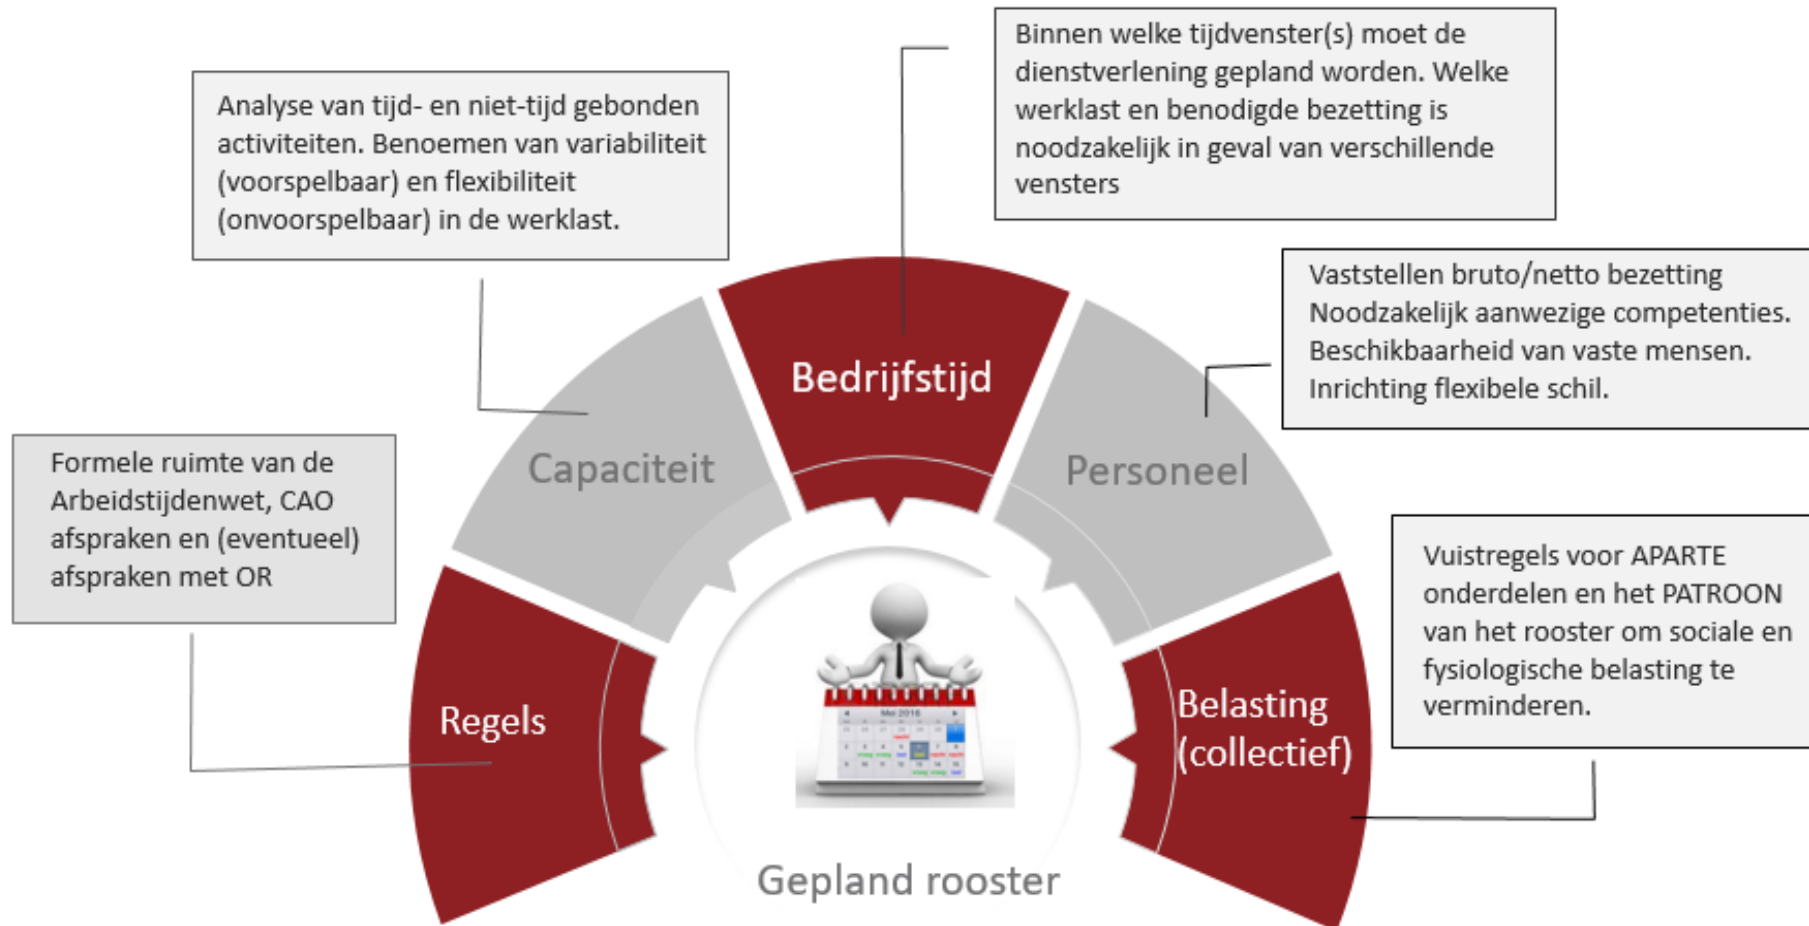 Binnen welke tijdvenster(s) moet de
dienstverlening gepland worden. Welke
werklast en benodigde bezetting is
noodzakelijk in geval van verschillende
vensters
Analyse van tijd- en niet-tijd gebonden
activiteiten. Benoemen van variabiliteit
(voorspelbaar) en flexibiliteit
(onvoorspelbaar) in de werklast.
Vaststellen bruto/netto bezetting
Noodzakelijk aanwezige competenties.
Beschikbaarheid van vaste mensen.
Inrichting flexibele schil.
Bedrijfstijd
Capaciteit
Personeel
Formele ruimte van de
Arbeidstijdenwet, CAO
afspraken en (eventueel)
afspraken met OR
Vuistregels voor APARTE
onderdelen en het PATROON
van het rooster om sociale en
fysiologische belasting te
verminderen.
Regels
Belasting
(collectief)
Mei 2016
Gepland rooster